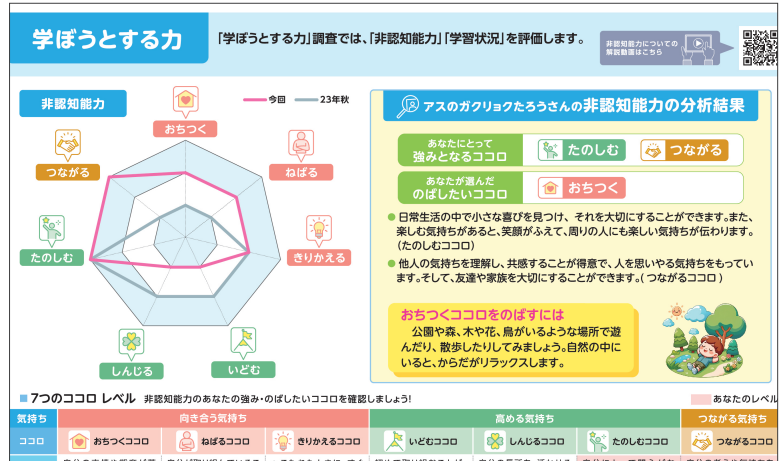 学ぼうとする力
「学ぼうとする力」調査では、「非認知能力」「学習状況」を評価します。
非認知能力についての
解説動画はこちら
非認知能力
今回
23年秋
おちつく
ねばる
きりかえる
いどむ
しんじる
たのしむ
つながる
アスのガクリョクたろうさんの非認知能力の分析結果
あなたにとって
強みとなるココロ
たのしむ
つながる
あなたが選んだ
のばしたいココロ
おちつく
●日常生活の中で小さな喜びを見つけ、それを大切にすることができます。また、
楽しむ気持ちがあると、笑顔がふえて、周りの人にも楽しい気持ちが伝わります。
(たのしむココロ)
●他人の気持ちを理解し、共感することが得意で、人を思いやる気持ちをもってい
ます。そして、友達や家族を大切にすることができます。(つながるココロ)
おちつくココロをのばすには
公園や森、木や花、鳥がいるような場所で遊
んだり、散歩したりしてみましょう。自然の中に
いると、からだがリラックスします。
■7つのココロ レベル 非認知能力のあなたの強み・のばしたいココロを確認しましょう!
あなたのレベル
気持ち 向き合う気持ち 高める気持ち つながる気持ち
ココロ おちつくココロ ねばるココロ きりかえるココロ いどむココロ しんじるココロ たのしむココロ つながるココロ